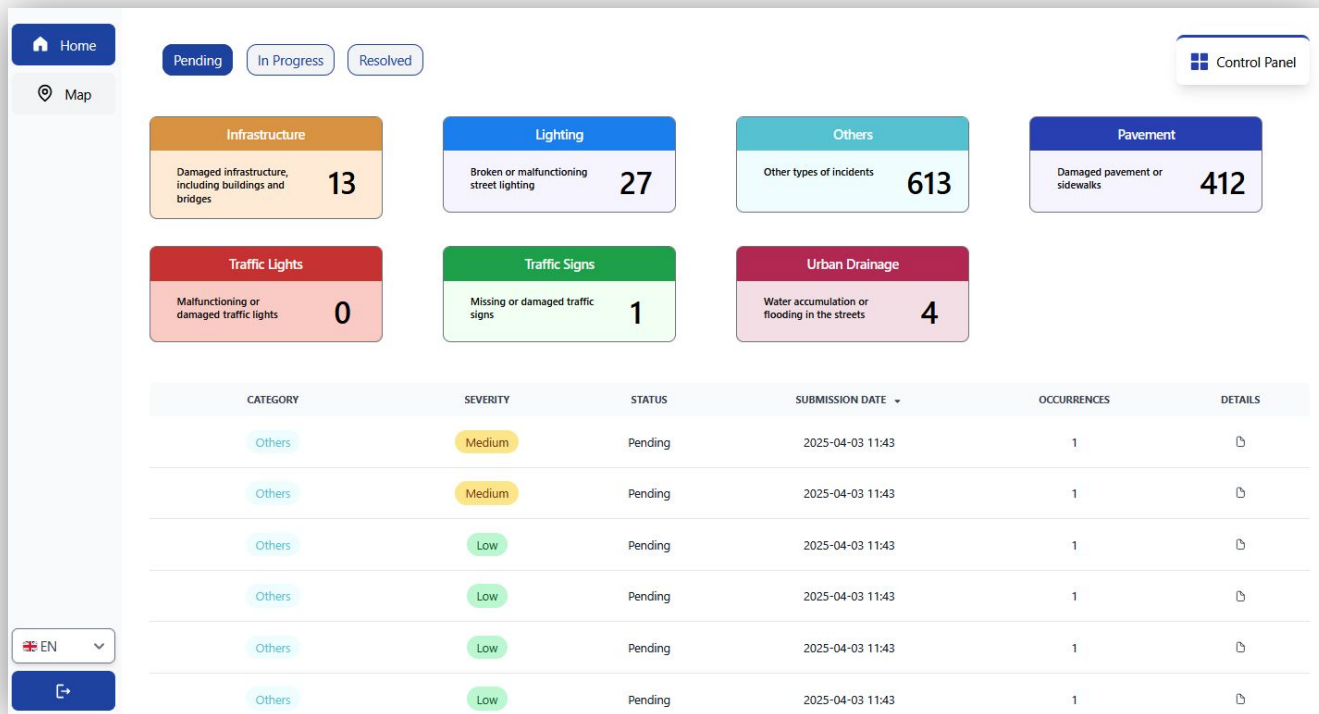 Home
Map
Pending In Progress Resolved
Control Panel
Infrastructure
Damaged infrastructure,
including buildings and
bridges
13
Lighting
Broken or malfunctioning
street lighting
27
Others
Other types of incidents
613
Pavement
Damaged pavement or
sidewalks
412
Traffic Lights
Malfunctioning or
damaged traffic lights
0
Traffic Signs
Missing or damaged traffic
signs
1
Urban Drainage
Water accumulation or
flooding in the streets
4
CATEGORY SEVERITY STATUS SUBMISSION DATE OCCURRENCES DETAILS
Others Medium Pending 2025-04-03 11:43 1
Others Medium Pending 2025-04-03 11:43 1
Others Low Pending 2025-04-03 11:43 1
Others Low Pending 2025-04-03 11:43 1
Others Low Pending 2025-04-03 11:43 1
Others Low Pending 2025-04-03 11:43 1
EN